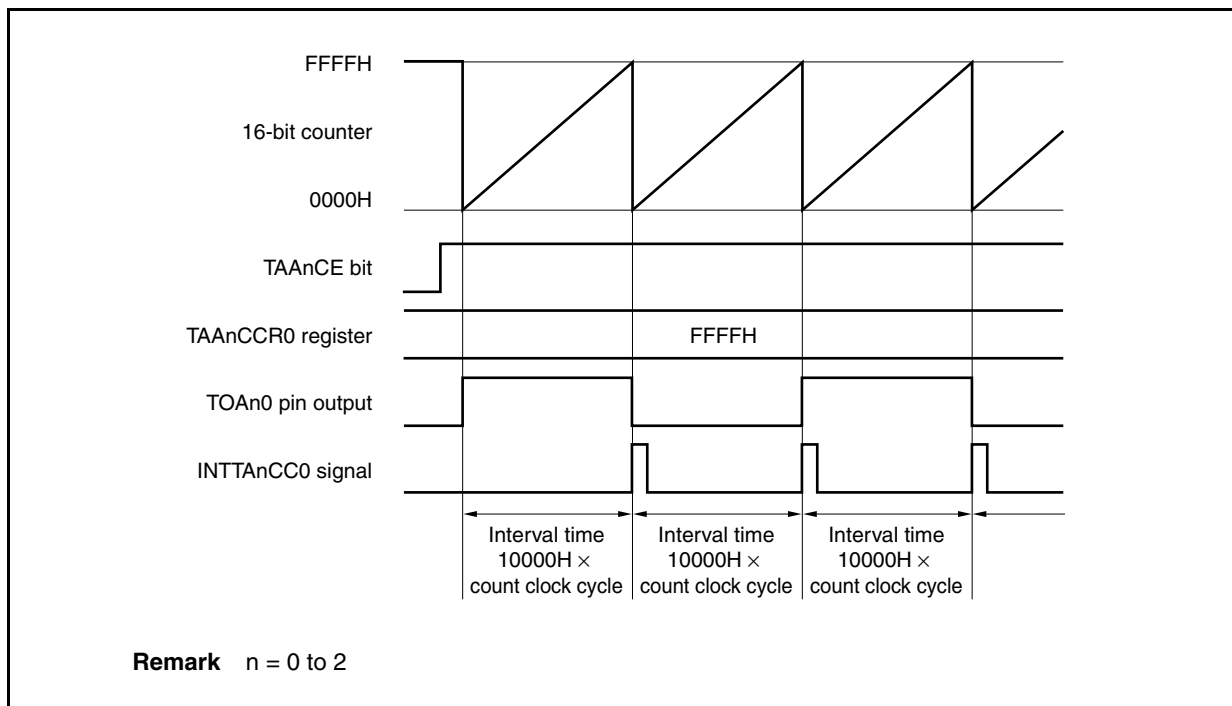 FFFFH
16-bit counter
0000H
TAAnCE bit
TAAnCCR0 register
FFFFH
TOAn0 pin output
INTTAnCC0 signal
Interval time
10000H ×
count clock cycle
Interval time
10000H ×
count clock cycle
Interval time
10000H ×
count clock cycle
Remark n = 0 to 2